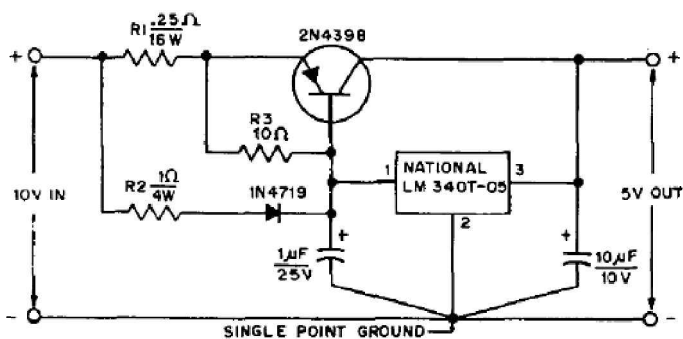 R1 .25Ω
16W
2N4398
+
+
R3
10Ω
10V IN
R2 1Ω
4W
1N4719
1
NATIONAL
LM 340T-05
3
2
5V OUT
+
1µF
25V
+
10µF
10V
-
-
SINGLE POINT GROUND